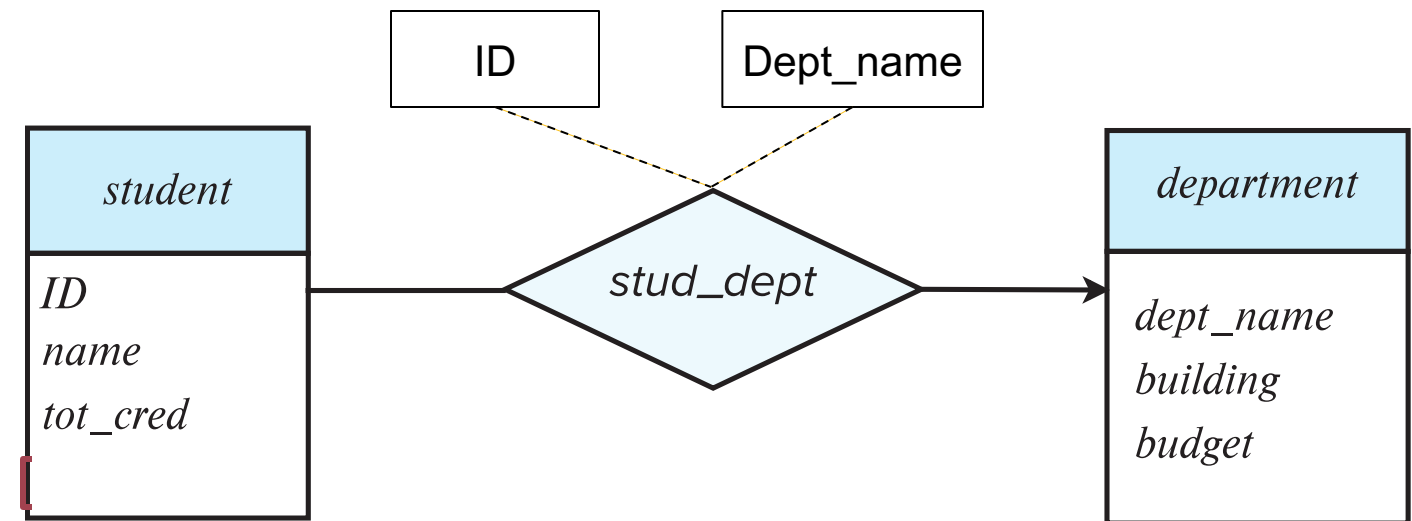 ID
Dept_name
student
ID
name
tot_cred
stud_dept
department
dept_name
building
budget